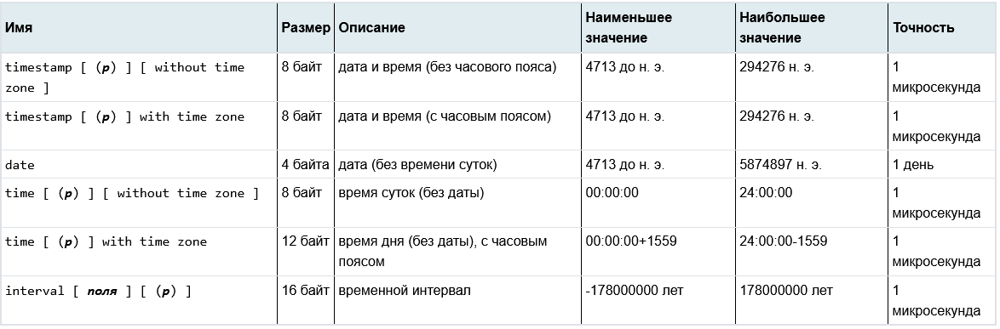 Имя Размер Описание Наименьшее значение Наибольшее значение Точность
timestamp [ (p) ] [ without time zone ] 8 байт дата и время (без часового пояса) 4713 до н. э. 294276 н. э. 1 микросекунда
timestamp [ (p) ] with time zone 8 байт дата и время (с часовым поясом) 4713 до н. э. 294276 н. э. 1 микросекунда
date 4 байта дата (без времени суток) 4713 до н. э. 5874897 н. э. 1 день
time [ (p) ] [ without time zone ] 8 байт время суток (без даты) 00:00:00 24:00:00 1 микросекунда
time [ (p) ] with time zone 12 байт время дня (без даты), с часовым поясом 00:00:00+1559 24:00:00-1559 1 микросекунда
interval [ поля ] [ (p) ] 16 байт временной интервал -178000000 лет 178000000 лет 1 микросекунда